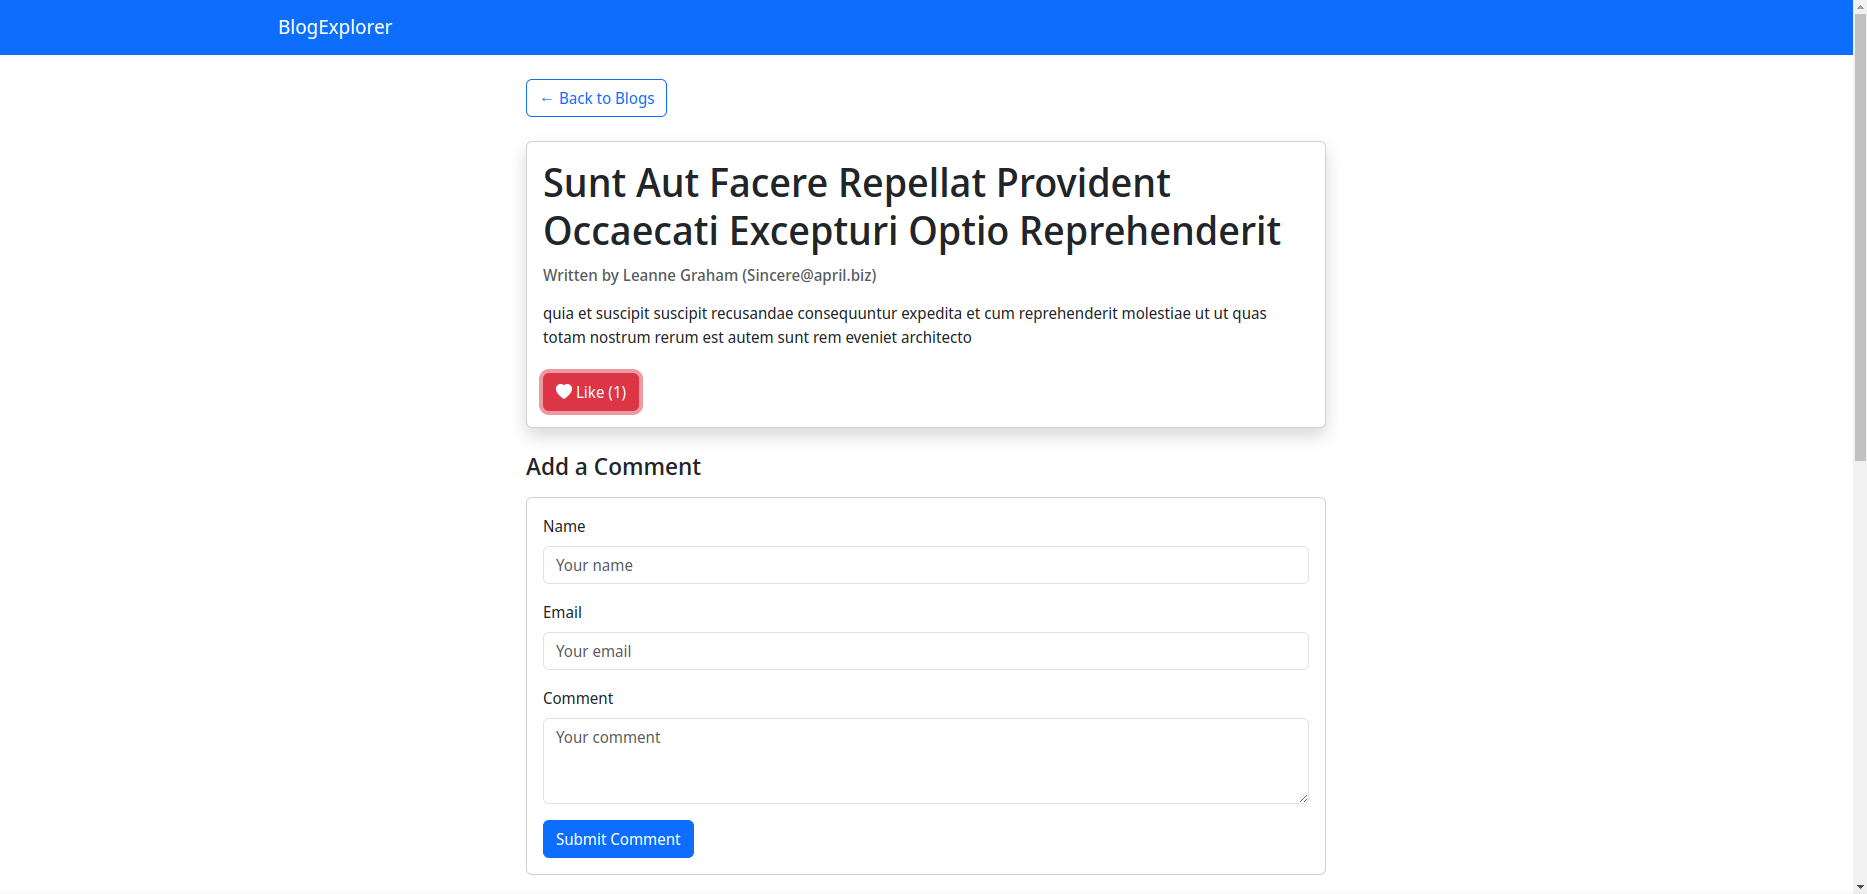 BlogExplorer
← Back to Blogs
Sunt Aut Facere Repellat Provident
Occaecati Excepturi Optio Reprehenderit
Written by Leanne Graham (Sincere@april.biz)
quia et suscipit suscipit recusandae consequuntur expedita et cum reprehenderit molestiae ut ut quas
totam nostrum rerum est autem sunt rem eveniet architecto
Like (1)
Add a Comment
Name
Your name
Email
Your email
Comment
Your comment
Submit Comment